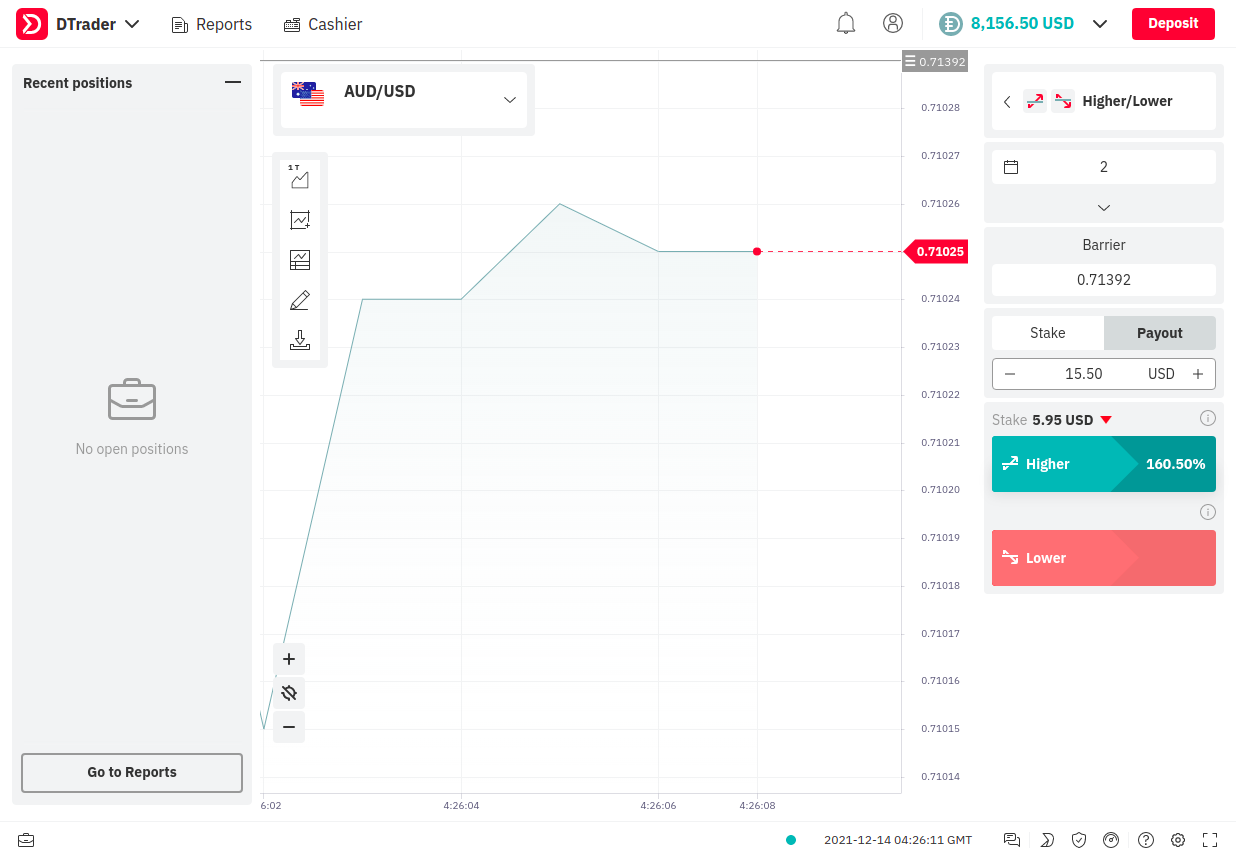 DTrader
Reports
Cashier
8,156.50 USD
Deposit
Recent positions
No open positions
Go to Reports
AUD/USD
1 T
0.71392
0.71028
0.71027
0.71026
0.71025
0.71024
0.71023
0.71022
0.71021
0.71020
0.71019
0.71018
0.71017
0.71016
0.71015
0.71014
6:02
4:26:04
4:26:06
4:26:08
Higher/Lower
2
Barrier
0.71392
Stake
Payout
15.50
USD
Stake 5.95 USD
Higher
160.50%
Lower
2021-12-14 04:26:11 GMT